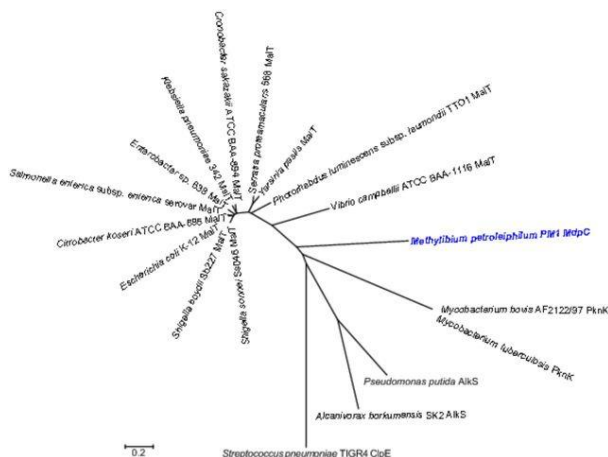 Cronobacter sakazakii ATCC BAA-894 MalT
Serratia proteamaculans 568 MalT
Klebsiella pneumoniae 342 MalT
Yersinia pestis MalT
Photorhabdus luminescens subsp. laumondii TTO1 MalT
Enterobacter sp. 638 MalT
Vibrio campbellii ATCC BAA-1116 MalT
Salmonella enterica subsp. enterica serovar MalT
Citrobacter koseri ATCC BAA-895 MalT
Methylibium petroleiphilum PM1 MdpC
Escherichia coli K-12 MalT
Shigella boydii Sb227 MalT
Shigella sonnei Ss046 MalT
Mycobacterium bovis AF2122/97 PknK
Mycobacterium tuberculosis PknK
Pseudomonas putida AlkS
Alcanivorax borkumensis SK2 AlkS
Streptococcus pneumoniae TIGR4 ClpE
0.2